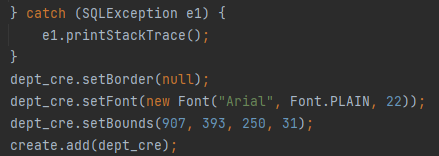 } catch (SQLException e1) {
e1.printStackTrace();
}
dept_cre.setBorder(null);
dept_cre.setFont(new Font("Arial", Font.PLAIN, 22));
dept_cre.setBounds(907, 393, 250, 31);
create.add(dept_cre);